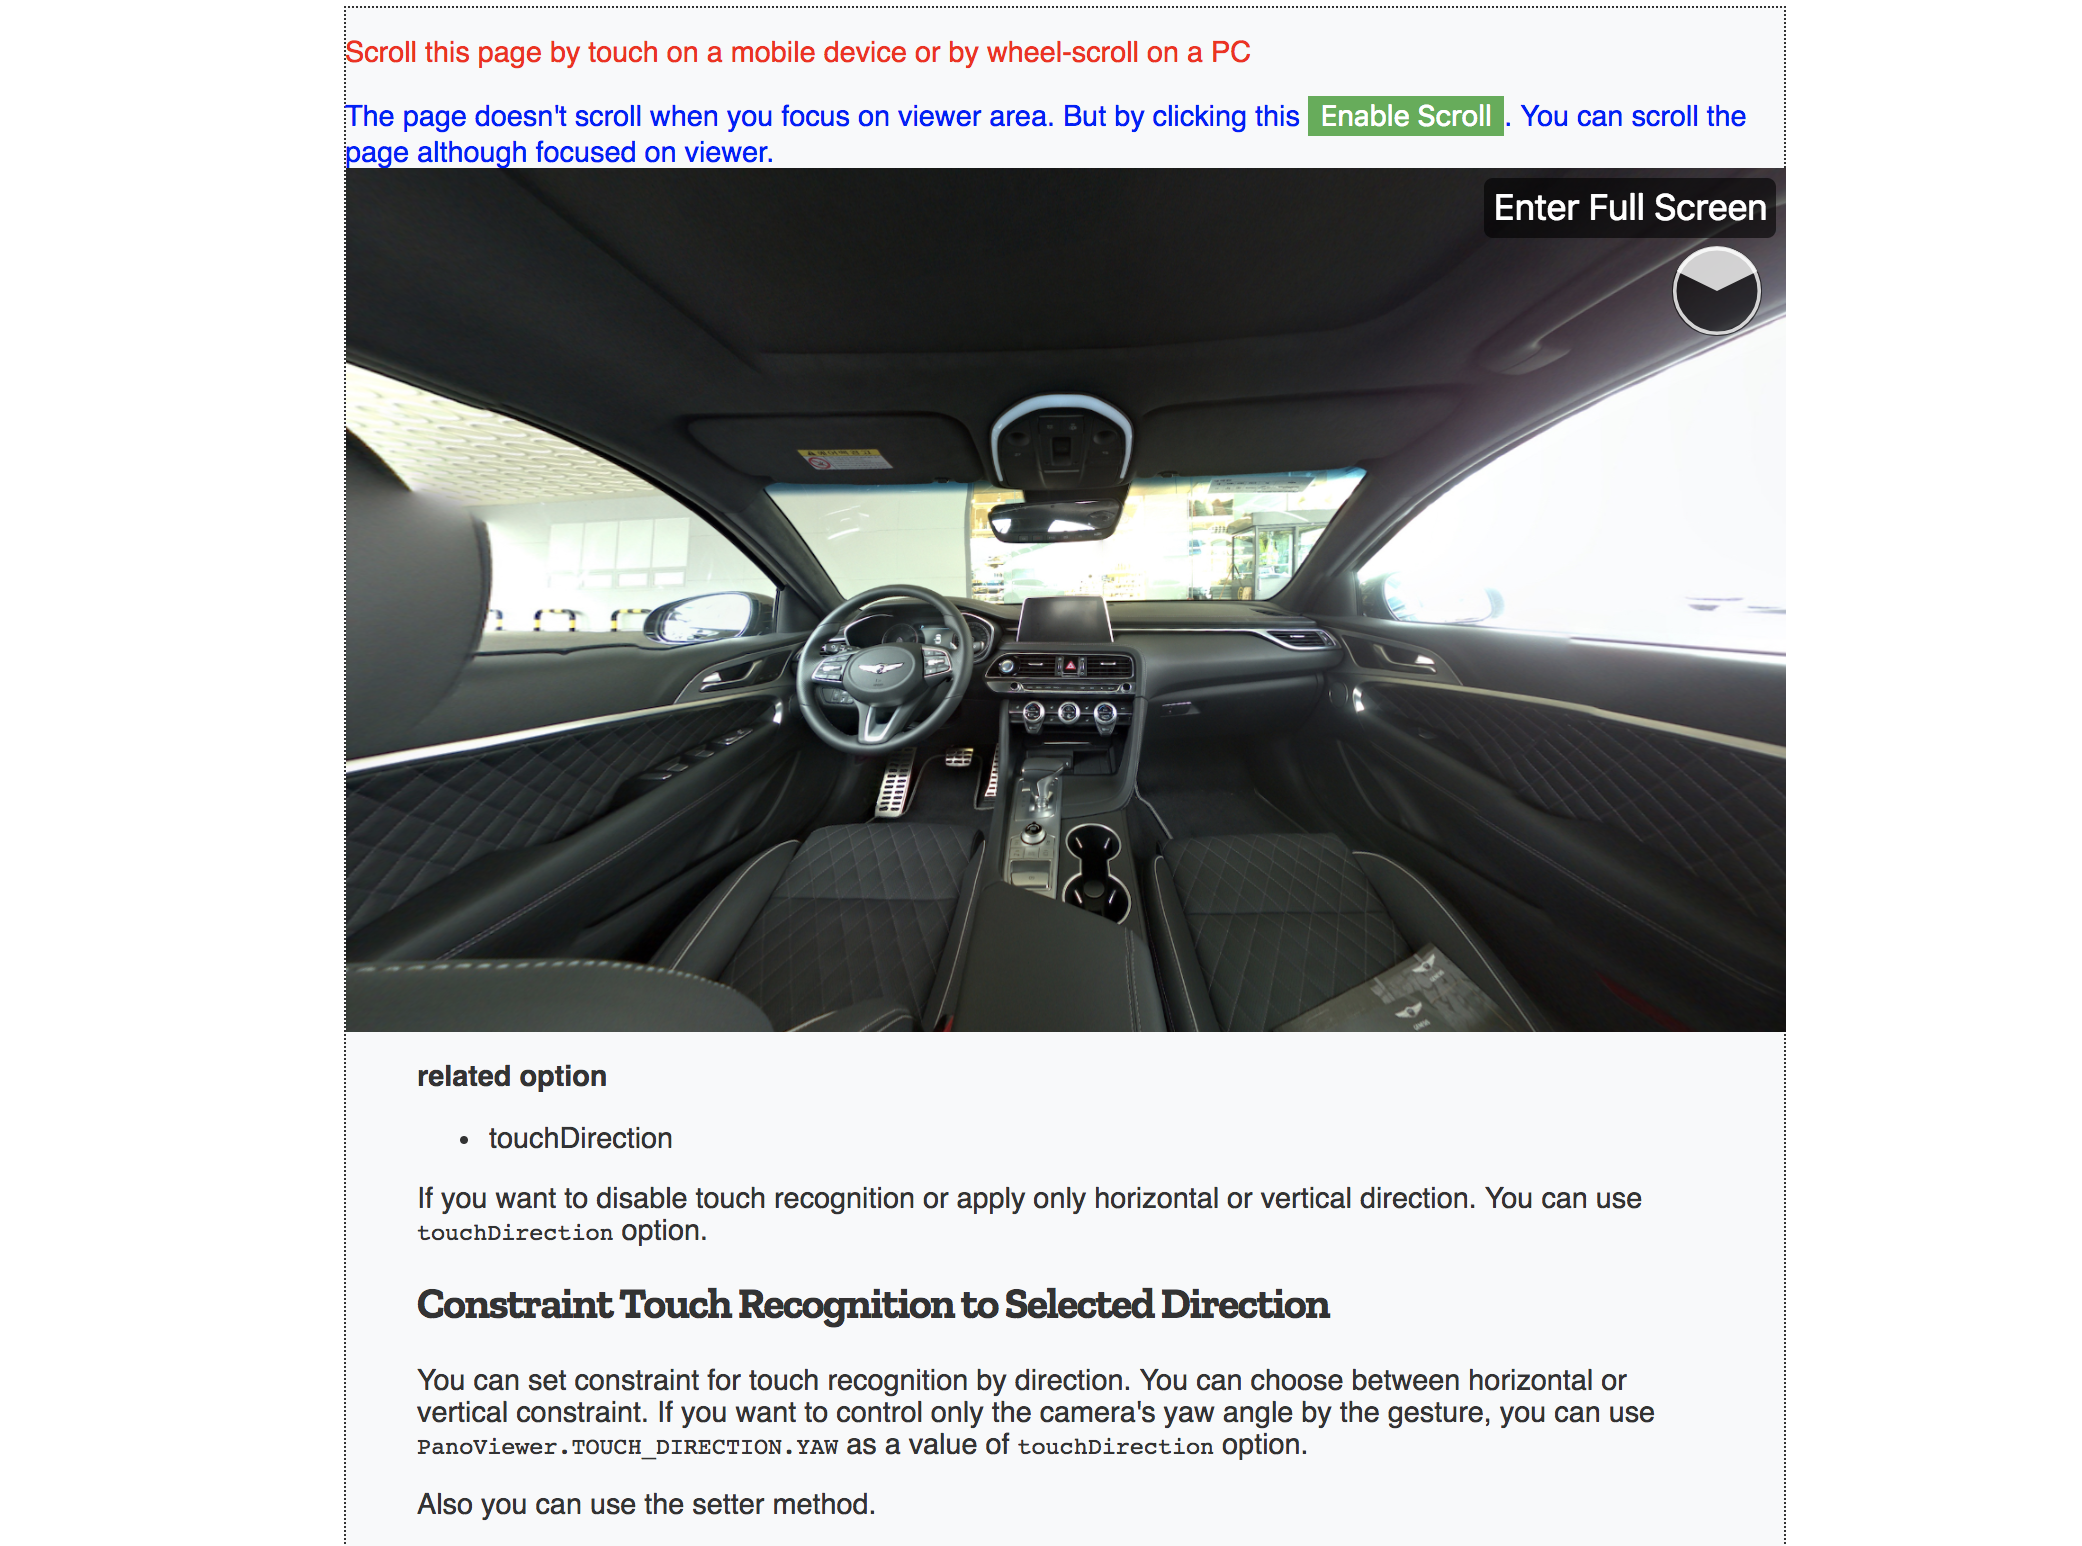 Scroll this page by touch on a mobile device or by wheel-scroll on a PC
The page doesn't scroll when you focus on viewer area. But by clicking this Enable Scroll. You can scroll the
page although focused on viewer.
Enter Full Screen
related option
• touchDirection
If you want to disable touch recognition or apply only horizontal or vertical direction. You can use
touchDirection option.
Constraint Touch Recognition to Selected Direction
You can set constraint for touch recognition by direction. You can choose between horizontal or
vertical constraint. If you want to control only the camera's yaw angle by the gesture, you can use
PanoViewer.TOUCH_DIRECTION.YAW as a value of touchDirection option.
Also you can use the setter method.